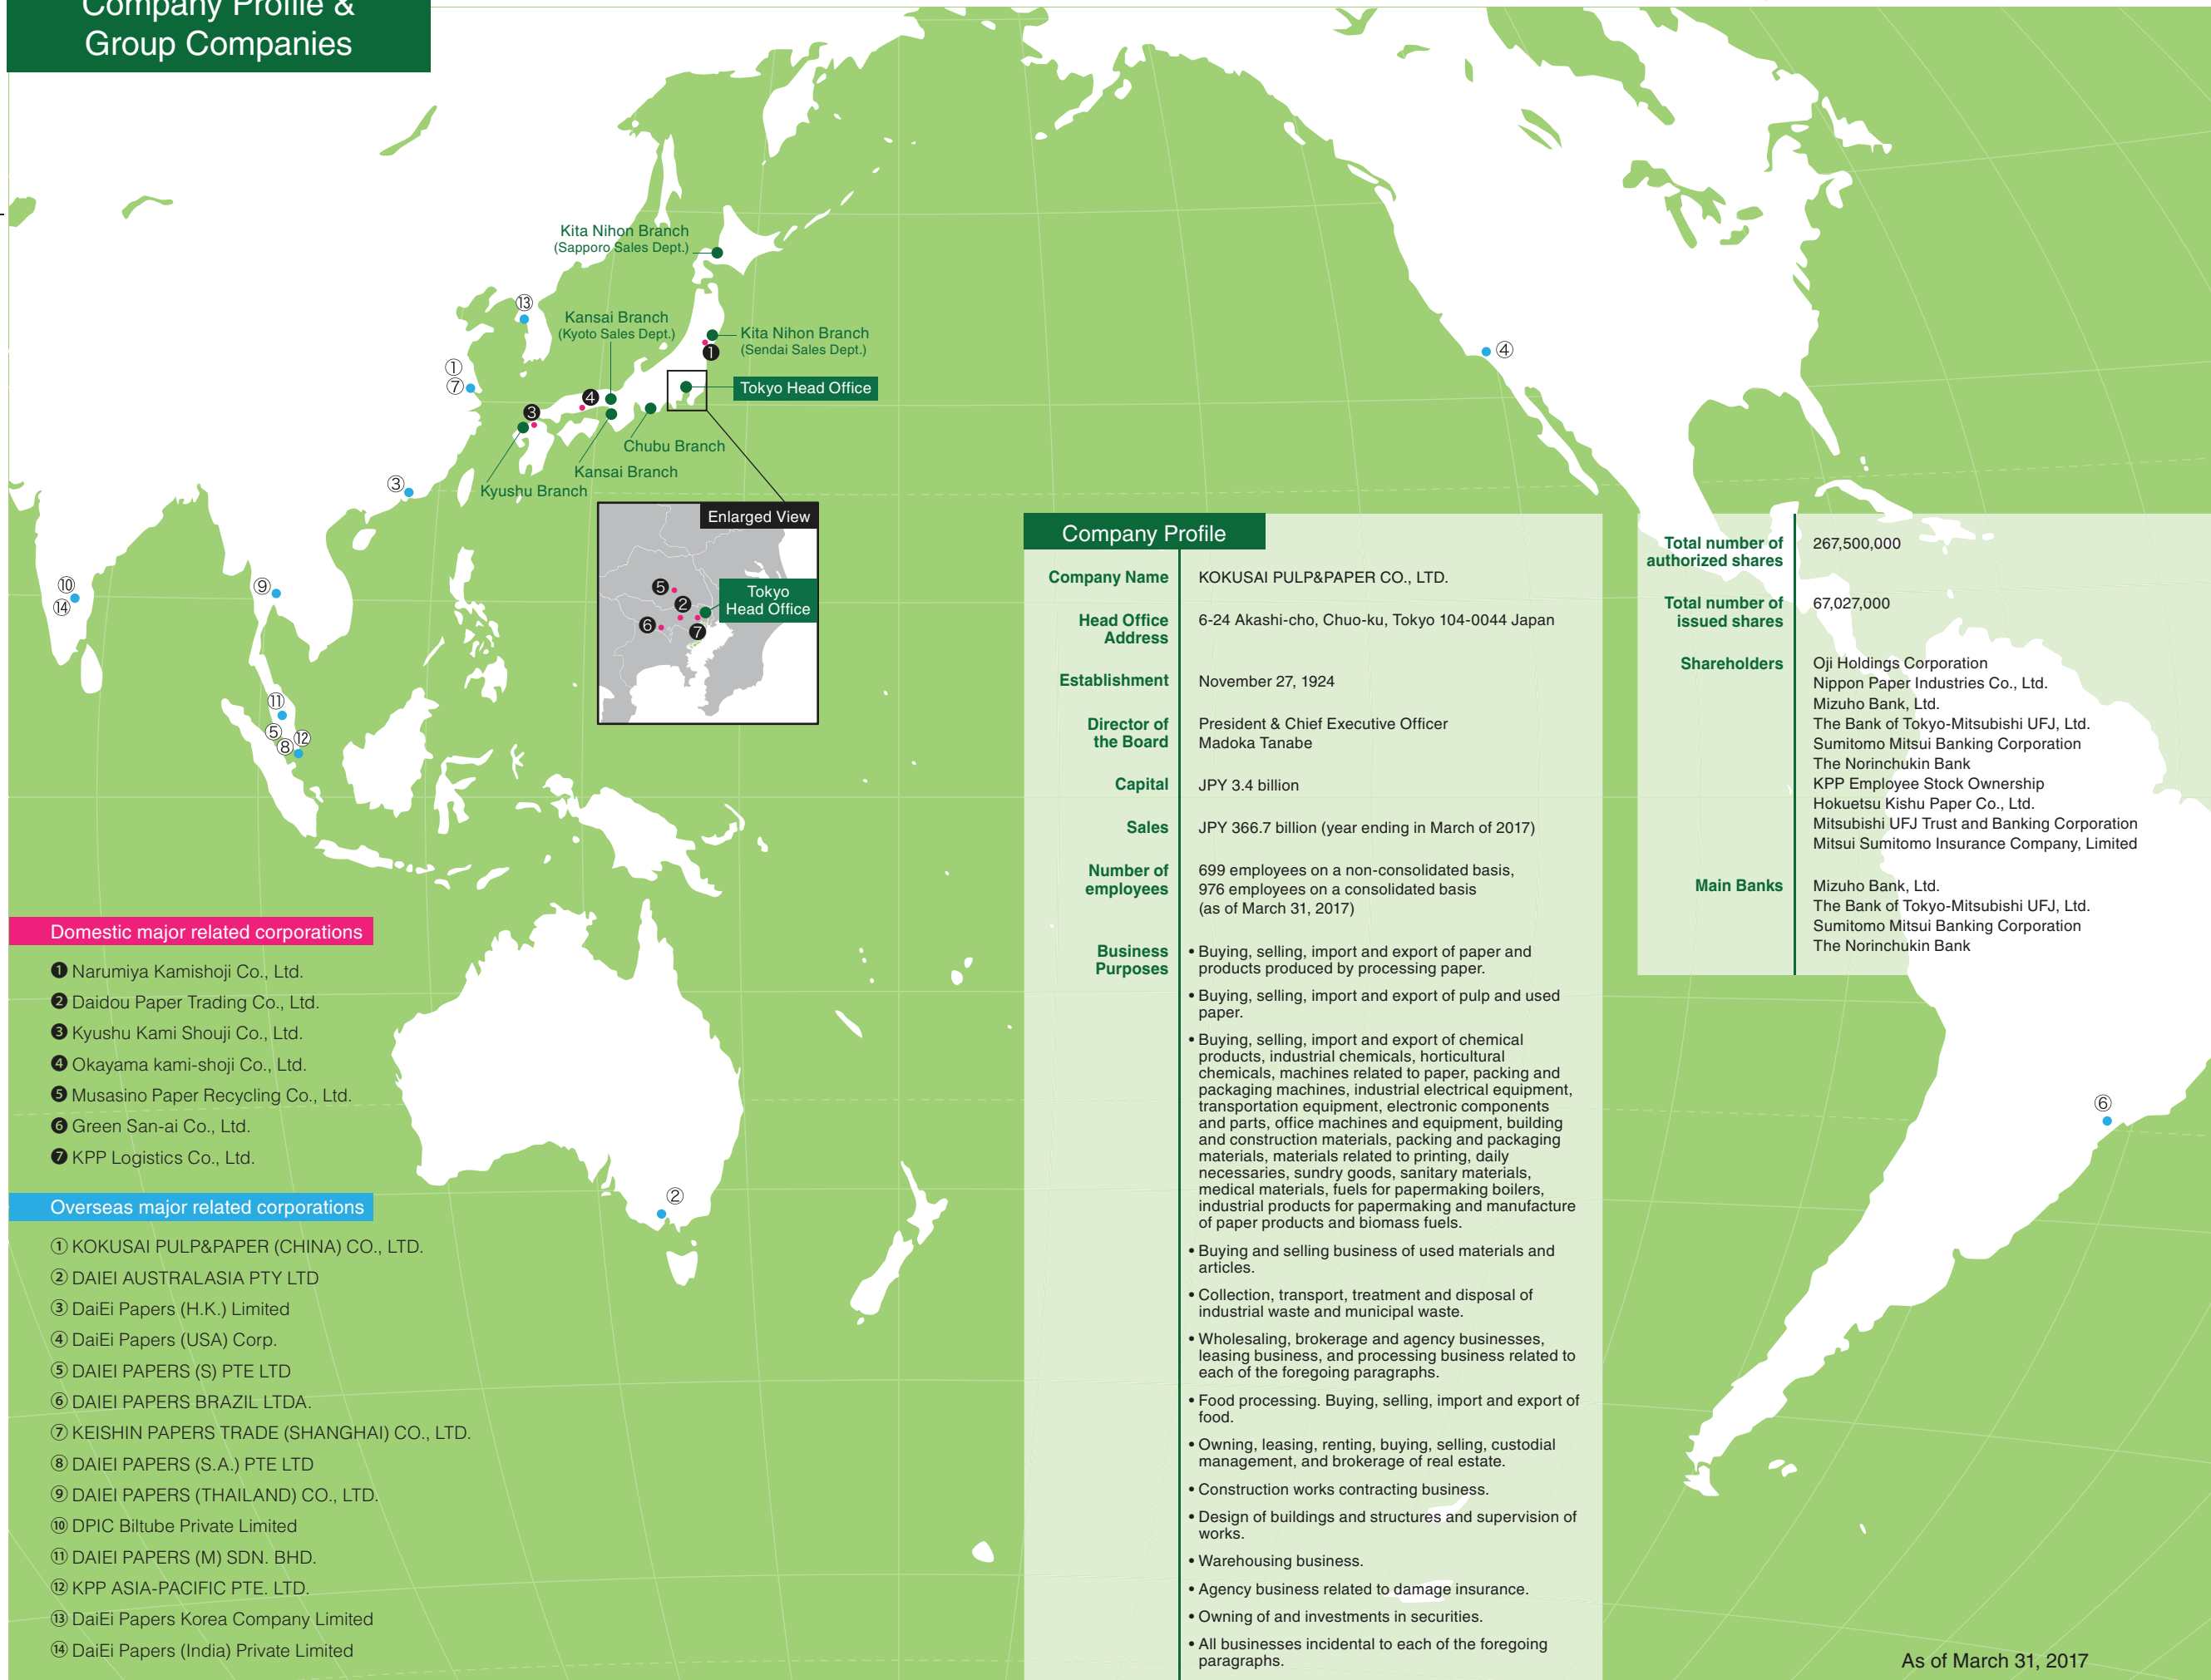 Company Profile &
Group Companies
Kita Nihon Branch
(Sapporo Sales Dept.)
⑬
Kansai Branch
(Kyoto Sales Dept.)
Kita Nihon Branch
(Sendai Sales Dept.)
❶
①
⑦
④
Tokyo Head Office
❹
❸
Chubu Branch
Kansai Branch
Kyushu Branch
③
Enlarged View
❺
❷
Tokyo
Head Office
❻
❼
⑩
⑭
⑨
⑪
⑤
⑧
⑫
②
⑥
Domestic major related corporations
❶ Narumiya Kamishoji Co., Ltd.
❷ Daidou Paper Trading Co., Ltd.
❸ Kyushu Kami Shouji Co., Ltd.
❹ Okayama kami-shoji Co., Ltd.
❺ Musasino Paper Recycling Co., Ltd.
❻ Green San-ai Co., Ltd.
❼ KPP Logistics Co., Ltd.
Overseas major related corporations
① KOKUSAI PULP&PAPER (CHINA) CO., LTD.
② DAIEI AUSTRALASIA PTY LTD
③ DaiEi Papers (H.K.) Limited
④ DaiEi Papers (USA) Corp.
⑤ DAIEI PAPERS (S) PTE LTD
⑥ DAIEI PAPERS BRAZIL LTDA.
⑦ KEISHIN PAPERS TRADE (SHANGHAI) CO., LTD.
⑧ DAIEI PAPERS (S.A.) PTE LTD
⑨ DAIEI PAPERS (THAILAND) CO., LTD.
⑩ DPIC Biltube Private Limited
⑪ DAIEI PAPERS (M) SDN. BHD.
⑫ KPP ASIA-PACIFIC PTE. LTD.
⑬ DaiEi Papers Korea Company Limited
⑭ DaiEi Papers (India) Private Limited
Company Profile
Company Name
KOKUSAI PULP&PAPER CO., LTD.
Head Office
Address
6-24 Akashi-cho, Chuo-ku, Tokyo 104-0044 Japan
Establishment
November 27, 1924
Director of
the Board
President & Chief Executive Officer
Madoka Tanabe
Capital
JPY 3.4 billion
Sales
JPY 366.7 billion (year ending in March of 2017)
Number of
employees
699 employees on a non-consolidated basis,
976 employees on a consolidated basis
(as of March 31, 2017)
Business
Purposes
• Buying, selling, import and export of paper and
products produced by processing paper.
• Buying, selling, import and export of pulp and used
paper.
• Buying, selling, import and export of chemical
products, industrial chemicals, horticultural
chemicals, machines related to paper, packing and
packaging machines, industrial electrical equipment,
transportation equipment, electronic components
and parts, office machines and equipment, building
and construction materials, packing and packaging
materials, materials related to printing, daily
necessaries, sundry goods, sanitary materials,
medical materials, fuels for papermaking boilers,
industrial products for papermaking and manufacture
of paper products and biomass fuels.
• Buying and selling business of used materials and
articles.
• Collection, transport, treatment and disposal of
industrial waste and municipal waste.
• Wholesaling, brokerage and agency businesses,
leasing business, and processing business related to
each of the foregoing paragraphs.
• Food processing. Buying, selling, import and export of
food.
• Owning, leasing, renting, buying, selling, custodial
management, and brokerage of real estate.
• Construction works contracting business.
• Design of buildings and structures and supervision of
works.
• Warehousing business.
• Agency business related to damage insurance.
• Owning of and investments in securities.
• All businesses incidental to each of the foregoing
paragraphs.
Total number of
authorized shares
267,500,000
Total number of
issued shares
67,027,000
Shareholders
Oji Holdings Corporation
Nippon Paper Industries Co., Ltd.
Mizuho Bank, Ltd.
The Bank of Tokyo-Mitsubishi UFJ, Ltd.
Sumitomo Mitsui Banking Corporation
The Norinchukin Bank
KPP Employee Stock Ownership
Hokuetsu Kishu Paper Co., Ltd.
Mitsubishi UFJ Trust and Banking Corporation
Mitsui Sumitomo Insurance Company, Limited
Main Banks
Mizuho Bank, Ltd.
The Bank of Tokyo-Mitsubishi UFJ, Ltd.
Sumitomo Mitsui Banking Corporation
The Norinchukin Bank
As of March 31, 2017